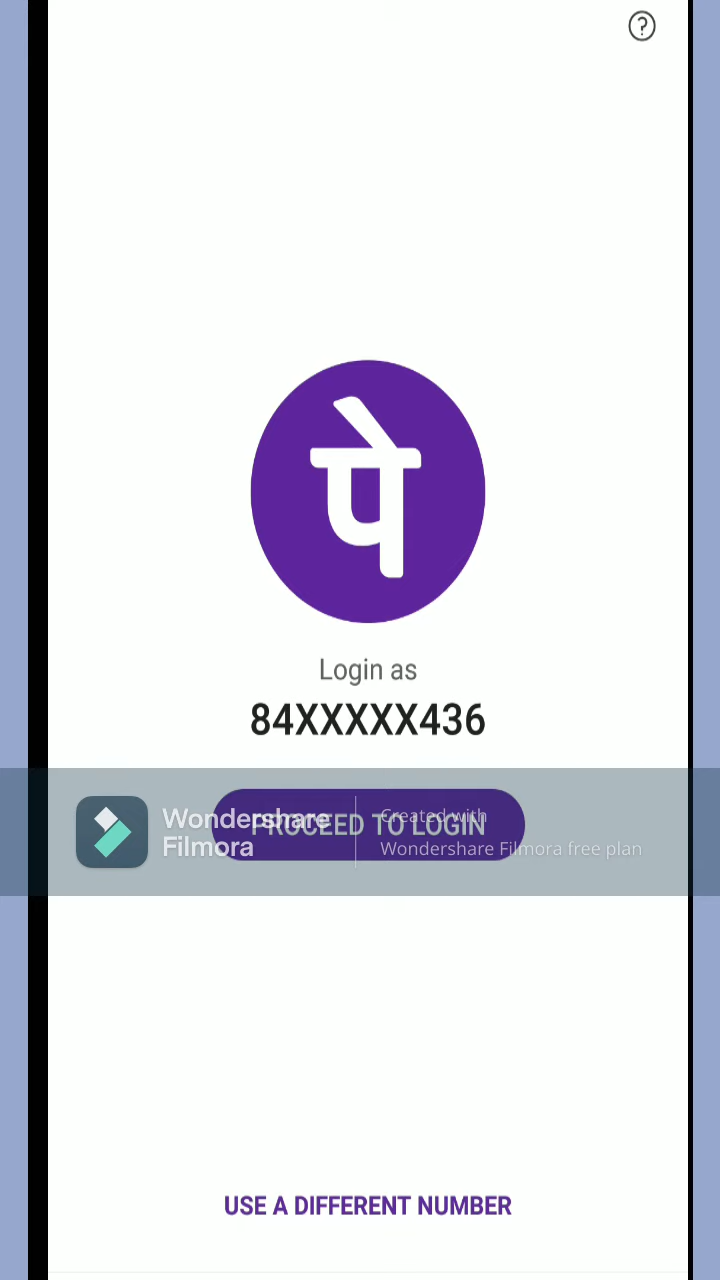 ?
पे
Login as
84XXXXX436
PROCEED TO LOGIN
Wondershare
Filmora
Created with
Wondershare Filmora free plan
USE A DIFFERENT NUMBER